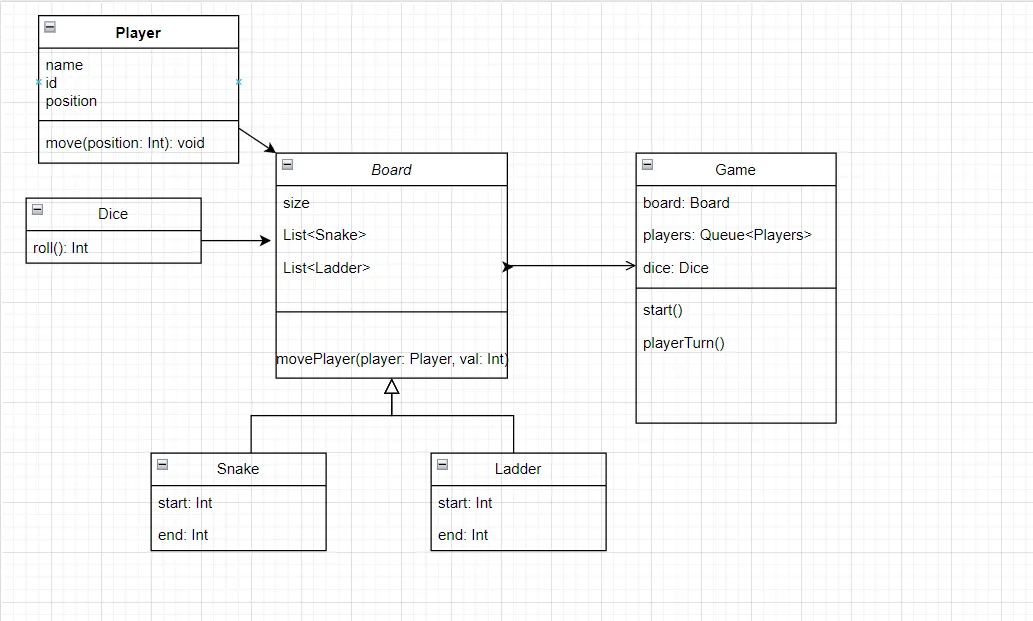 Player
name
id
position
move(position: Int): void
Dice
roll(): Int
Board
size
List<Snake>
List<Ladder>
movePlayer(player: Player, val: Int)
Game
board: Board
players: Queue<Players>
dice: Dice
start()
playerTurn()
Snake
start: Int
end: Int
Ladder
start: Int
end: Int